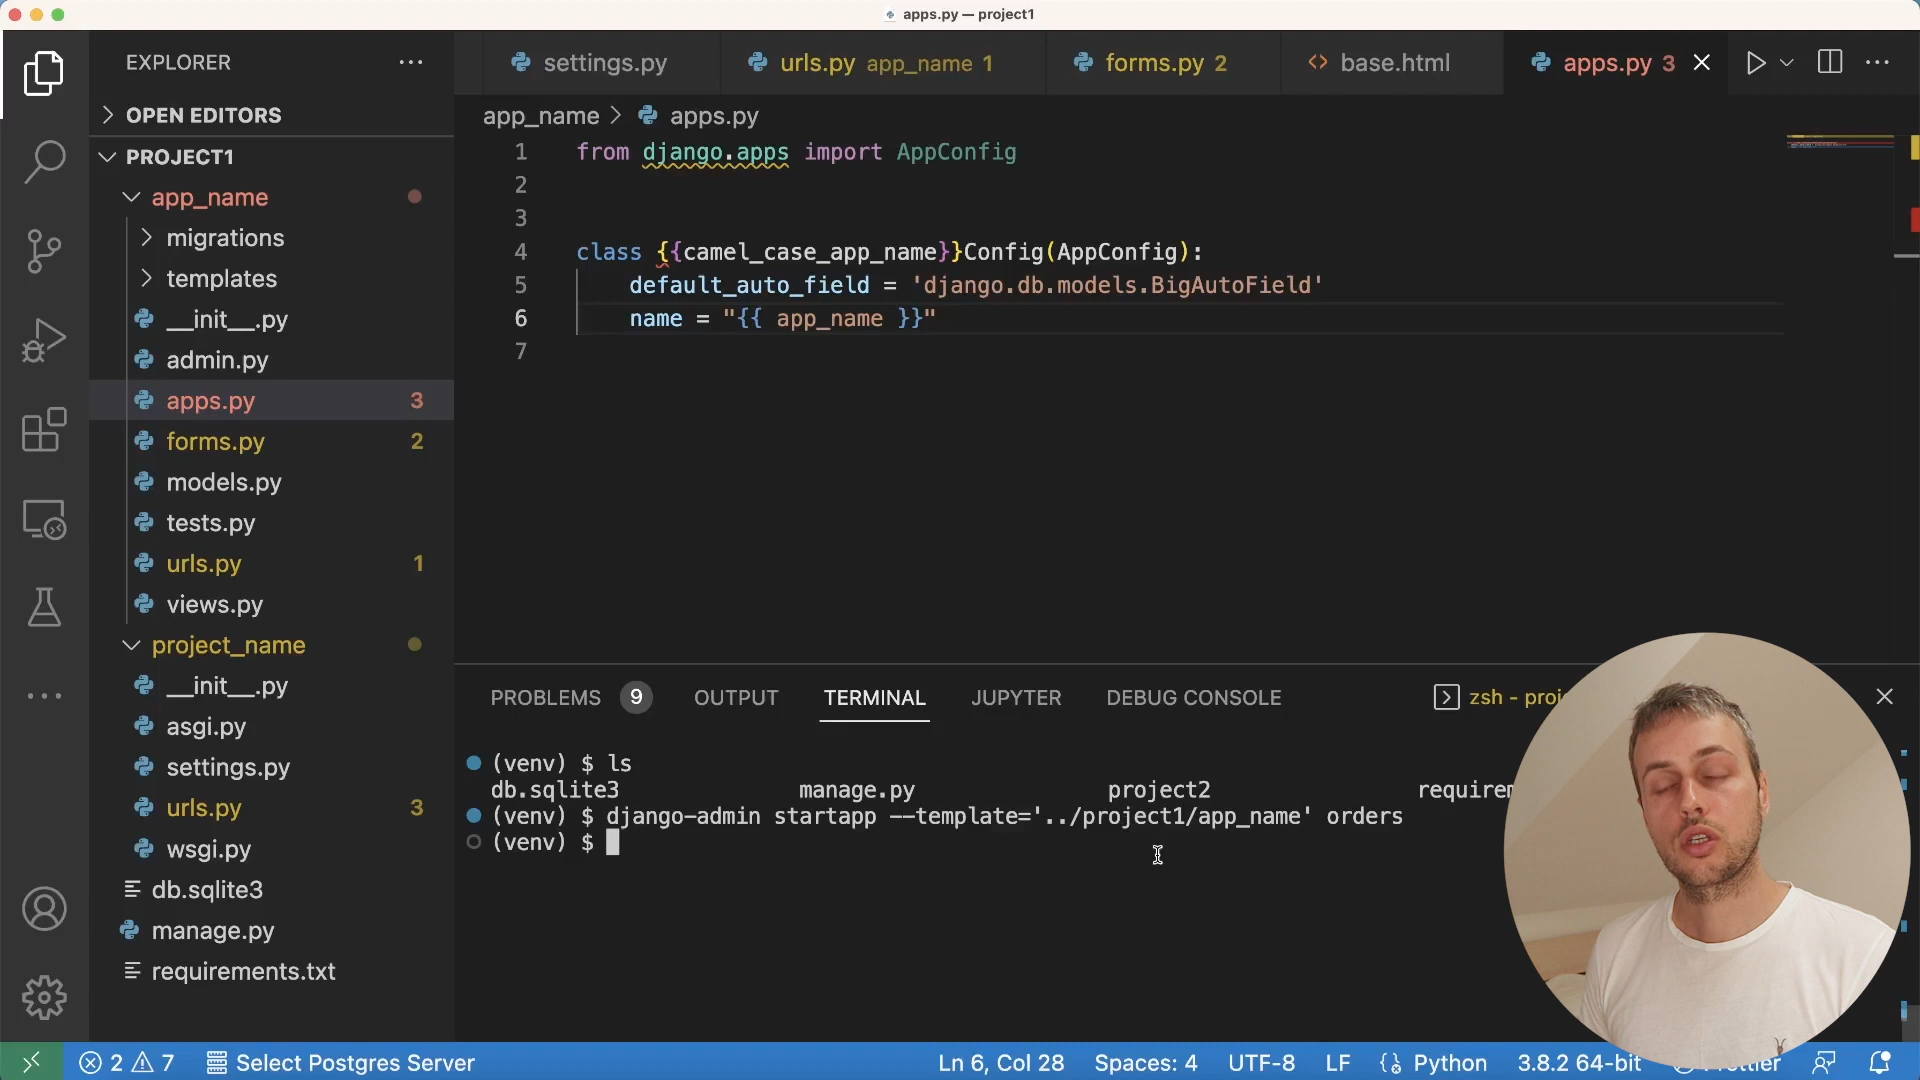 apps.py — project1
EXPLORER
OPEN EDITORS
PROJECT1
app_name
migrations
templates
__init__.py
admin.py
apps.py 3
forms.py 2
models.py
tests.py
urls.py 1
views.py
project_name
__init__.py
asgi.py
settings.py
urls.py 3
wsgi.py
db.sqlite3
manage.py
requirements.txt
settings.py
urls.py app_name 1
forms.py 2
base.html
apps.py 3
app_name > apps.py
1 from django.apps import AppConfig
2
3
4 class {{camel_case_app_name}}Config(AppConfig):
5 default_auto_field = 'django.db.models.BigAutoField'
6 name = "{{ app_name }}"
7
PROBLEMS 9 OUTPUT TERMINAL JUPYTER DEBUG CONSOLE
zsh - proj
(venv) $ ls
db.sqlite3 manage.py project2 requirem
(venv) $ django-admin startapp --template='../project1/app_name' orders
(venv) $
2 7 Select Postgres Server Ln 6, Col 28 Spaces: 4 UTF-8 LF Python 3.8.2 64-bit